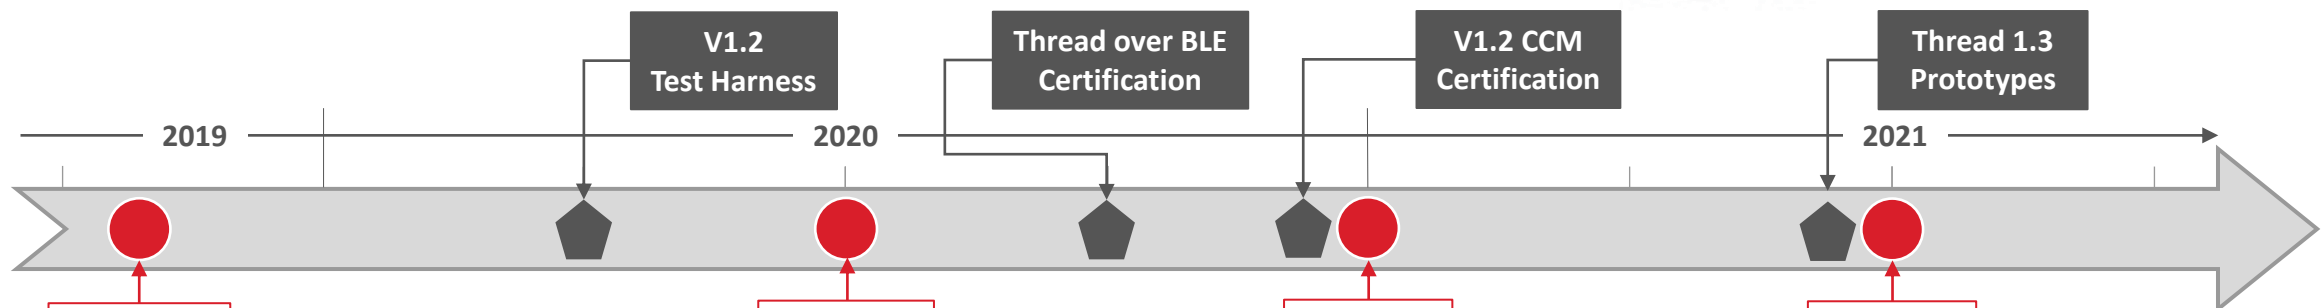 V1.2
Test Harness
Thread over BLE
Certification
V1.2 CCM
Certification
Thread 1.3
Prototypes
2019
2020
2021